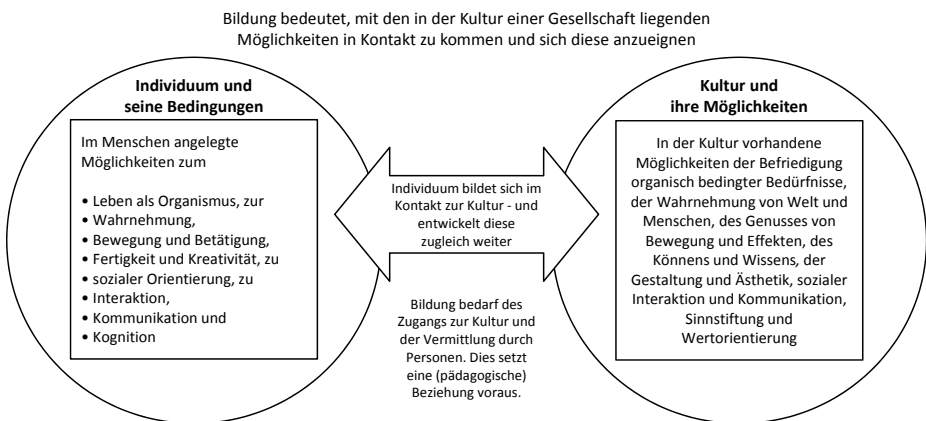 Bildung bedeutet, mit den in der Kultur einer Gesellschaft liegenden
Möglichkeiten in Kontakt zu kommen und sich diese anzueignen
Individuum und
seine Bedingungen
Im Menschen angelegte
Möglichkeiten zum
• Leben als Organismus, zur
• Wahrnehmung,
• Bewegung und Betätigung,
• Fertigkeit und Kreativität, zu
• sozialer Orientierung, zu
• Interaktion,
• Kommunikation und
• Kognition
Individuum bildet sich im
Kontakt zur Kultur - und
entwickelt diese
zugleich weiter
Bildung bedarf des
Zugangs zur Kultur und
der Vermittlung durch
Personen. Dies setzt
eine (pädagogische)
Beziehung voraus.
Kultur und
ihre Möglichkeiten
In der Kultur vorhandene
Möglichkeiten der Befriedigung
organisch bedingter Bedürfnisse,
der Wahrnehmung von Welt und
Menschen, des Genusses von
Bewegung und Effekten, des
Könnens und Wissens, der
Gestaltung und Ästhetik, sozialer
Interaktion und Kommunikation,
Sinnstiftung und
Wertorientierung